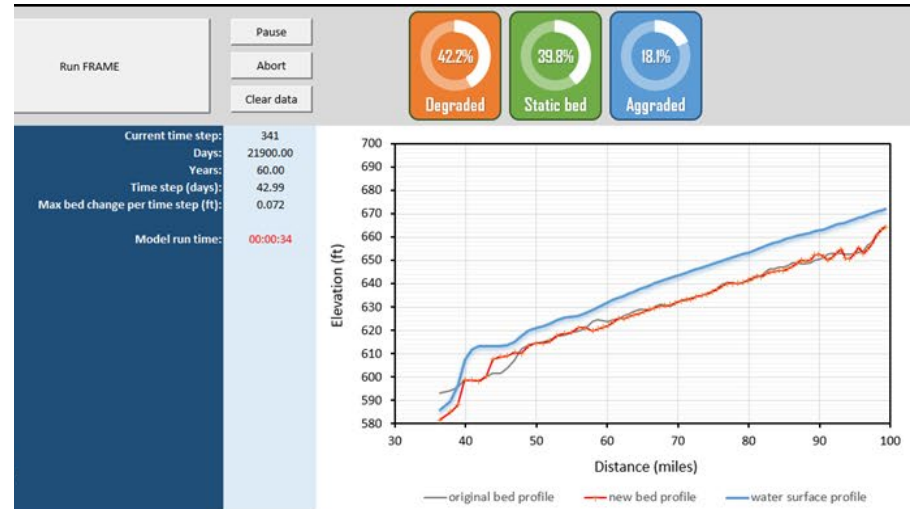 Run FRAME
Pause
Abort
Clear data
42.2%
Degraded
39.8%
Static bed
18.1%
Aggraded
Current time step: 341
Days: 21900.00
Years: 60.00
Time step (days): 42.99
Max bed change per time step (ft): 0.072
Model run time: 00:00:34
Elevation (ft)
700
690
680
670
660
650
640
630
620
610
600
590
580
30 40 50 60 70 80 90 100
Distance (miles)
original bed profile new bed profile water surface profile